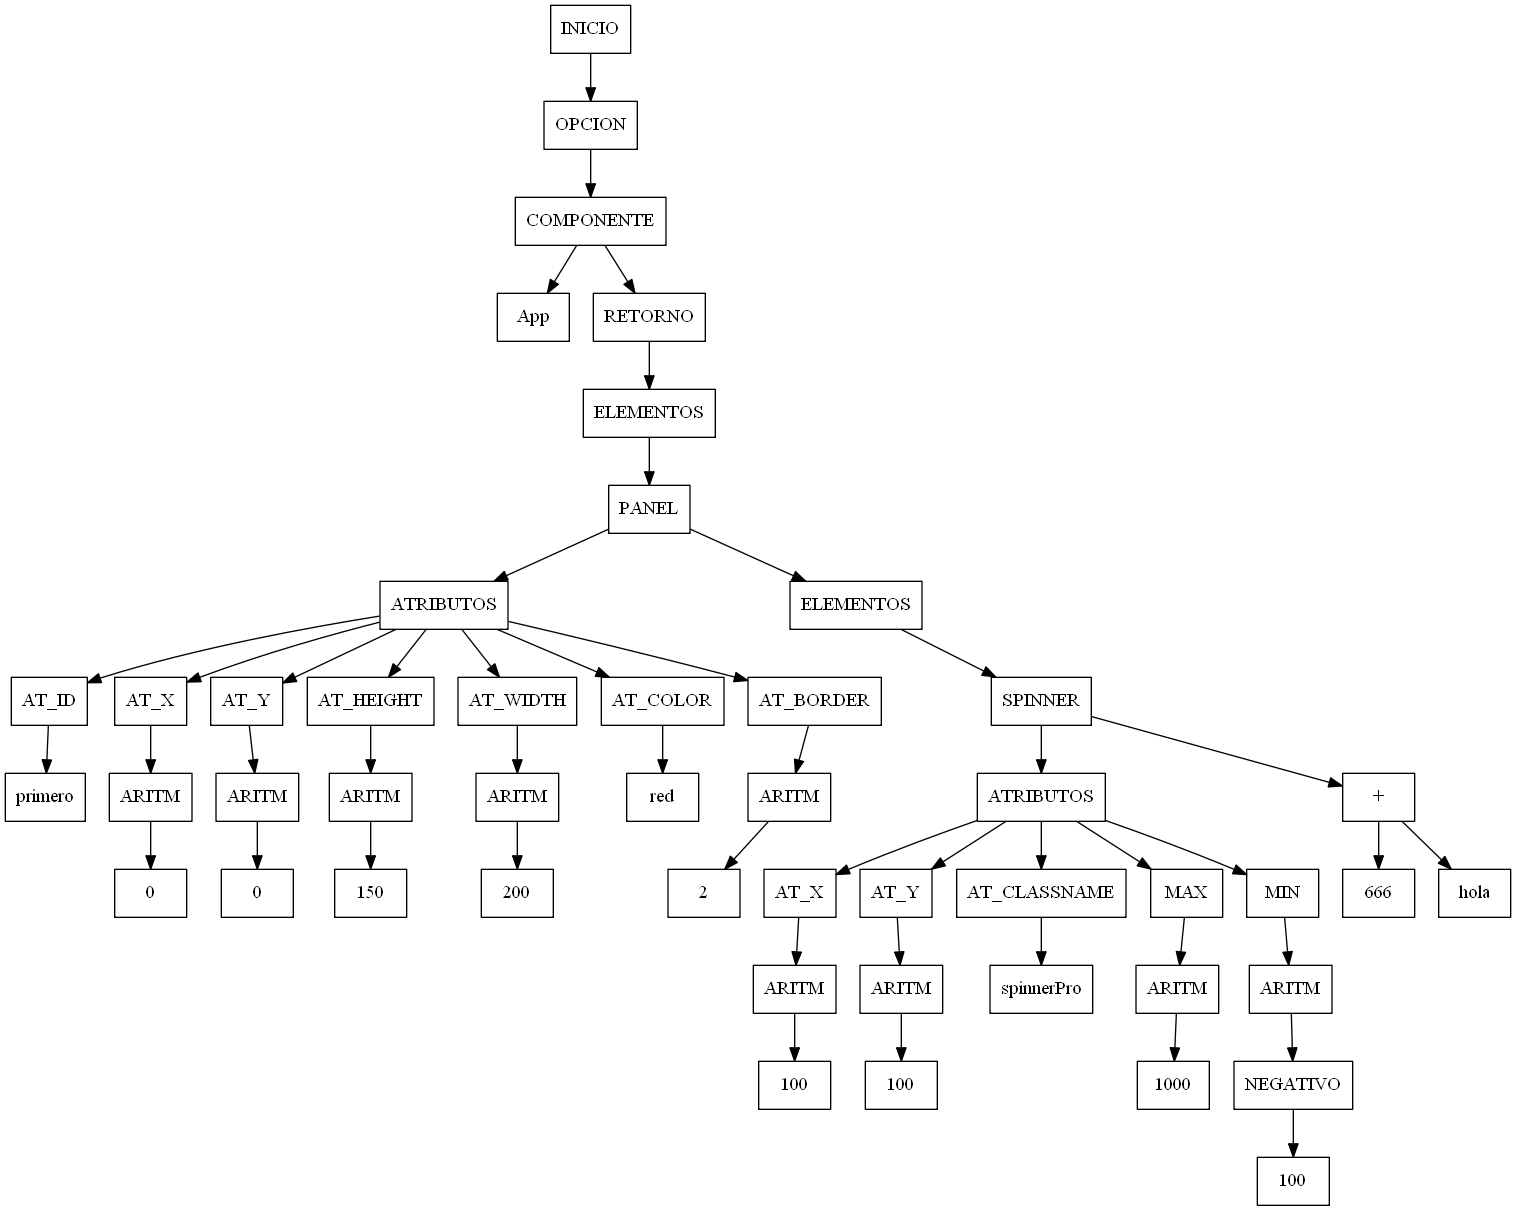 INICIO
OPCION
COMPONENTE
App
RETORNO
ELEMENTOS
PANEL
ATRIBUTOS
ELEMENTOS
AT_ID
AT_X
AT_Y
AT_HEIGHT
AT_WIDTH
AT_COLOR
AT_BORDER
SPINNER
primero
ARITM
ARITM
ARITM
ARITM
red
ARITM
ATRIBUTOS
+
0
0
150
200
2
AT_X
AT_Y
AT_CLASSNAME
MAX
MIN
666
hola
ARITM
ARITM
spinnerPro
ARITM
ARITM
100
100
1000
NEGATIVO
100